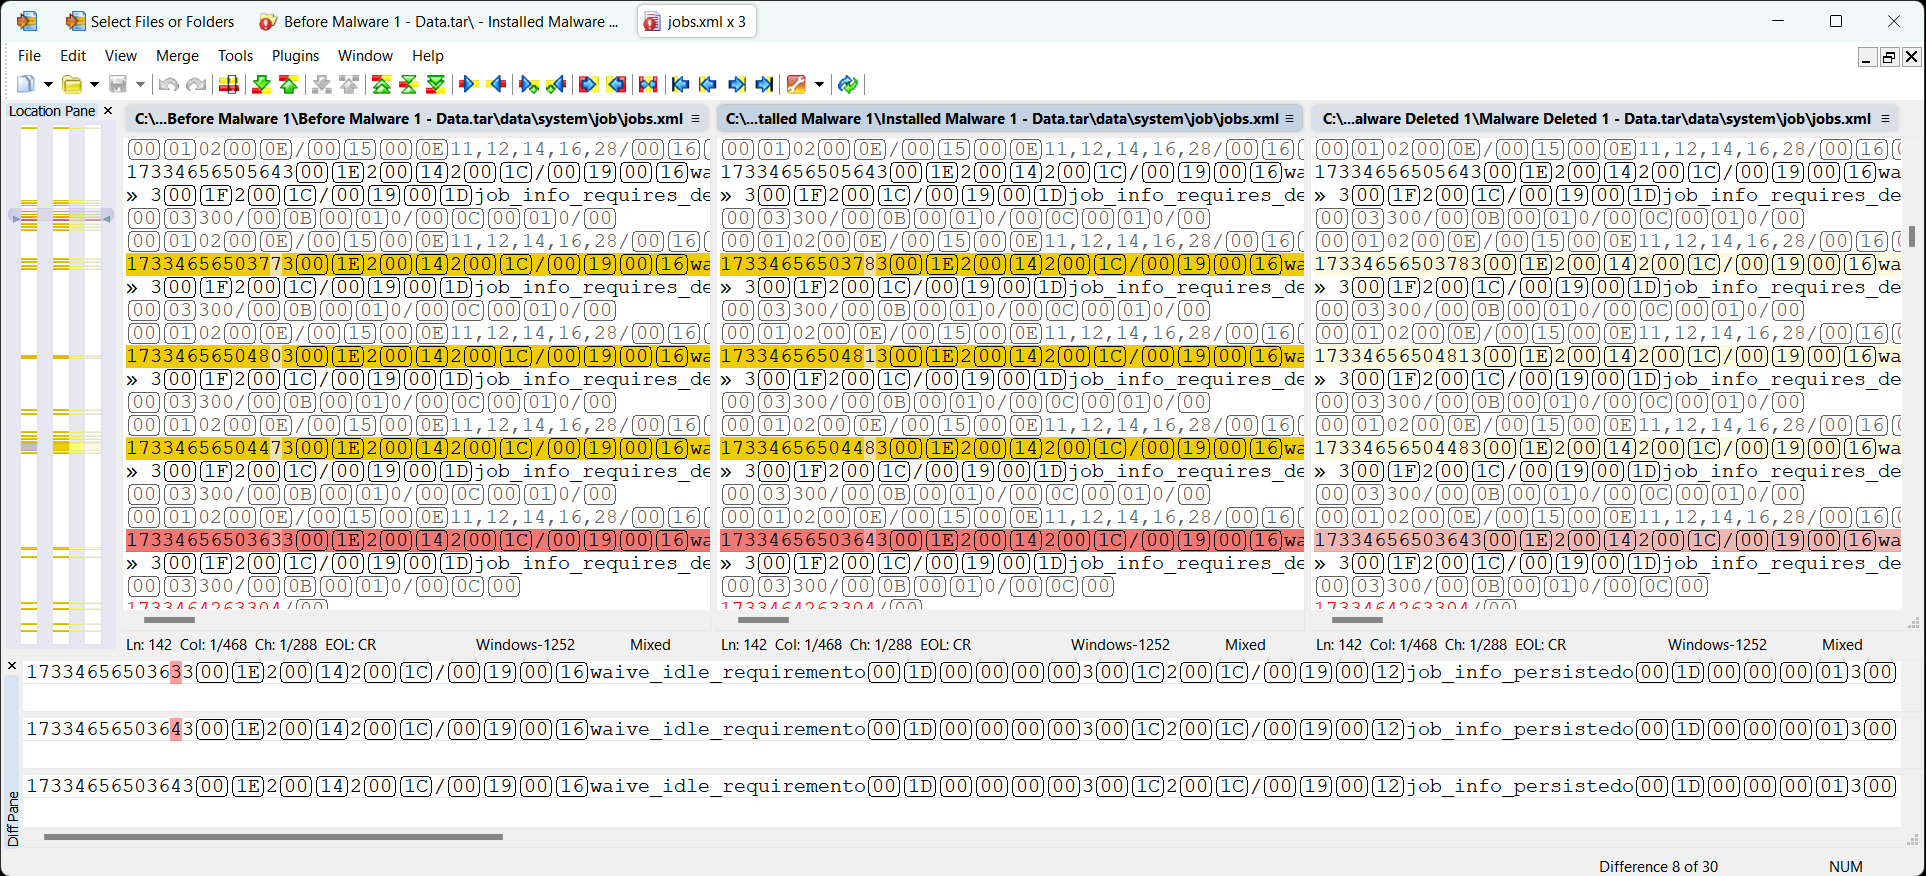 Select Files or Folders
Before Malware 1 - Data.tar\ - Installed Malware ...
jobs.xml x 3
File Edit View Merge Tools Plugins Window Help
Location Pane
C:\...Before Malware 1\Before Malware 1 - Data.tar\data\system\job\jobs.xml
C:\...talled Malware 1\Installed Malware 1 - Data.tar\data\system\job\jobs.xml
C:\...alware Deleted 1\Malware Deleted 1 - Data.tar\data\system\job\jobs.xml
00 01 02 00 0E / 00 15 00 0E 11,12,14,16,28/ 00 16
17334656505643 00 1E 2 00 14 2 00 1C / 00 19 00 16 wa
» 3 00 1F 2 00 1C / 00 19 00 1D job_info_requires_de
00 03 300/ 00 0B 00 01 0/ 00 0C 00 01 0/ 00
00 01 02 00 0E / 00 15 00 0E 11,12,14,16,28/ 00 16
17334656503773 00 1E 2 00 14 2 00 1C / 00 19 00 16 wa
» 3 00 1F 2 00 1C / 00 19 00 1D job_info_requires_de
00 03 300/ 00 0B 00 01 0/ 00 0C 00 01 0/ 00
00 01 02 00 0E / 00 15 00 0E 11,12,14,16,28/ 00 16
17334656504803 00 1E 2 00 14 2 00 1C / 00 19 00 16 wa
» 3 00 1F 2 00 1C / 00 19 00 1D job_info_requires_de
00 03 300/ 00 0B 00 01 0/ 00 0C 00 01 0/ 00
00 01 02 00 0E / 00 15 00 0E 11,12,14,16,28/ 00 16
17334656504473 00 1E 2 00 14 2 00 1C / 00 19 00 16 wa
» 3 00 1F 2 00 1C / 00 19 00 1D job_info_requires_de
00 03 300/ 00 0B 00 01 0/ 00 0C 00 01 0/ 00
00 01 02 00 0E / 00 15 00 0E 11,12,14,16,28/ 00 16
17334656503633 00 1E 2 00 14 2 00 1C / 00 19 00 16 wa
» 3 00 1F 2 00 1C / 00 19 00 1D job_info_requires_de
00 03 300/ 00 0B 00 01 0/ 00 0C 00
1733464263304/ 00
00 01 02 00 0E / 00 15 00 0E 11,12,14,16,28/ 00 16
17334656505643 00 1E 2 00 14 2 00 1C / 00 19 00 16 wa
» 3 00 1F 2 00 1C / 00 19 00 1D job_info_requires_de
00 03 300/ 00 0B 00 01 0/ 00 0C 00 01 0/ 00
00 01 02 00 0E / 00 15 00 0E 11,12,14,16,28/ 00 16
17334656503783 00 1E 2 00 14 2 00 1C / 00 19 00 16 wa
» 3 00 1F 2 00 1C / 00 19 00 1D job_info_requires_de
00 03 300/ 00 0B 00 01 0/ 00 0C 00 01 0/ 00
00 01 02 00 0E / 00 15 00 0E 11,12,14,16,28/ 00 16
17334656504813 00 1E 2 00 14 2 00 1C / 00 19 00 16 wa
» 3 00 1F 2 00 1C / 00 19 00 1D job_info_requires_de
00 03 300/ 00 0B 00 01 0/ 00 0C 00 01 0/ 00
00 01 02 00 0E / 00 15 00 0E 11,12,14,16,28/ 00 16
17334656504483 00 1E 2 00 14 2 00 1C / 00 19 00 16 wa
» 3 00 1F 2 00 1C / 00 19 00 1D job_info_requires_de
00 03 300/ 00 0B 00 01 0/ 00 0C 00 01 0/ 00
00 01 02 00 0E / 00 15 00 0E 11,12,14,16,28/ 00 16
17334656503643 00 1E 2 00 14 2 00 1C / 00 19 00 16 wa
» 3 00 1F 2 00 1C / 00 19 00 1D job_info_requires_de
00 03 300/ 00 0B 00 01 0/ 00 0C 00
1733464263304/ 00
00 01 02 00 0E / 00 15 00 0E 11,12,14,16,28/ 00 16
17334656505643 00 1E 2 00 14 2 00 1C / 00 19 00 16 wa
» 3 00 1F 2 00 1C / 00 19 00 1D job_info_requires_de
00 03 300/ 00 0B 00 01 0/ 00 0C 00 01 0/ 00
00 01 02 00 0E / 00 15 00 0E 11,12,14,16,28/ 00 16
17334656503783 00 1E 2 00 14 2 00 1C / 00 19 00 16 wa
» 3 00 1F 2 00 1C / 00 19 00 1D job_info_requires_de
00 03 300/ 00 0B 00 01 0/ 00 0C 00 01 0/ 00
00 01 02 00 0E / 00 15 00 0E 11,12,14,16,28/ 00 16
17334656504813 00 1E 2 00 14 2 00 1C / 00 19 00 16 wa
» 3 00 1F 2 00 1C / 00 19 00 1D job_info_requires_de
00 03 300/ 00 0B 00 01 0/ 00 0C 00 01 0/ 00
00 01 02 00 0E / 00 15 00 0E 11,12,14,16,28/ 00 16
17334656504483 00 1E 2 00 14 2 00 1C / 00 19 00 16 wa
» 3 00 1F 2 00 1C / 00 19 00 1D job_info_requires_de
00 03 300/ 00 0B 00 01 0/ 00 0C 00 01 0/ 00
00 01 02 00 0E / 00 15 00 0E 11,12,14,16,28/ 00 16
17334656503643 00 1E 2 00 14 2 00 1C / 00 19 00 16 wa
» 3 00 1F 2 00 1C / 00 19 00 1D job_info_requires_de
00 03 300/ 00 0B 00 01 0/ 00 0C 00
1733464263304/ 00
Ln: 142 Col: 1/468 Ch: 1/288 EOL: CR Windows-1252 Mixed
Ln: 142 Col: 1/468 Ch: 1/288 EOL: CR Windows-1252 Mixed
Ln: 142 Col: 1/468 Ch: 1/288 EOL: CR Windows-1252 Mixed
Diff Pane
17334656503633 00 1E 2 00 14 2 00 1C / 00 19 00 16 waive_idle_requiremento 00 1D 00 00 00 00 3 00 1C 2 00 1C / 00 19 00 12 job_info_persistedo 00 1D 00 00 00 01 3 00
17334656503643 00 1E 2 00 14 2 00 1C / 00 19 00 16 waive_idle_requiremento 00 1D 00 00 00 00 3 00 1C 2 00 1C / 00 19 00 12 job_info_persistedo 00 1D 00 00 00 01 3 00
17334656503643 00 1E 2 00 14 2 00 1C / 00 19 00 16 waive_idle_requiremento 00 1D 00 00 00 00 3 00 1C 2 00 1C / 00 19 00 12 job_info_persistedo 00 1D 00 00 00 01 3 00
Difference 8 of 30 NUM